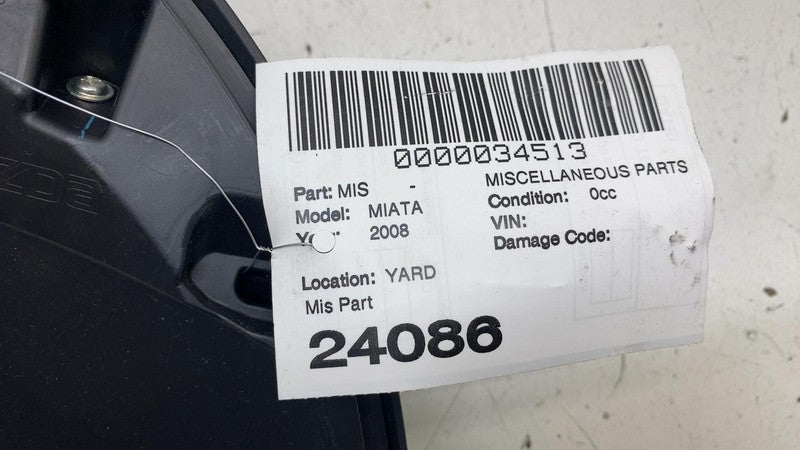 0000034513
Part: MIS -
MISCELLANEOUS PARTS
Model: MIATA
Condition: 0cc
2008
VIN:
Damage Code:
Location: YARD
Mis Part
24086